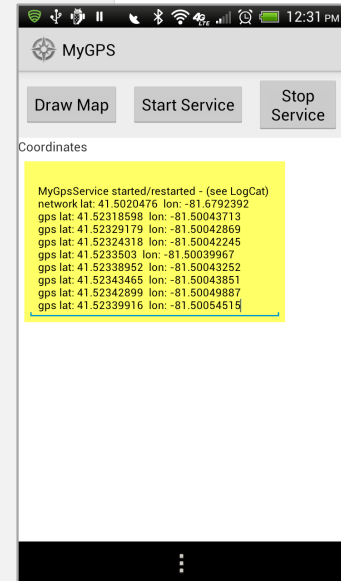 4G LTE 12:31 PM
MyGPS
Draw Map Start Service Stop Service
Coordinates
MyGpsService started/restarted - (see LogCat)
network lat: 41.5020476 lon: -81.6792392
gps lat: 41.52318598 lon: -81.50043713
gps lat: 41.52329179 lon: -81.50042869
gps lat: 41.52324318 lon: -81.50042245
gps lat: 41.5233503 lon: -81.50039967
gps lat: 41.52338952 lon: -81.50043252
gps lat: 41.52343465 lon: -81.50043851
gps lat: 41.52342899 lon: -81.50049887
gps lat: 41.52339916 lon: -81.50054515